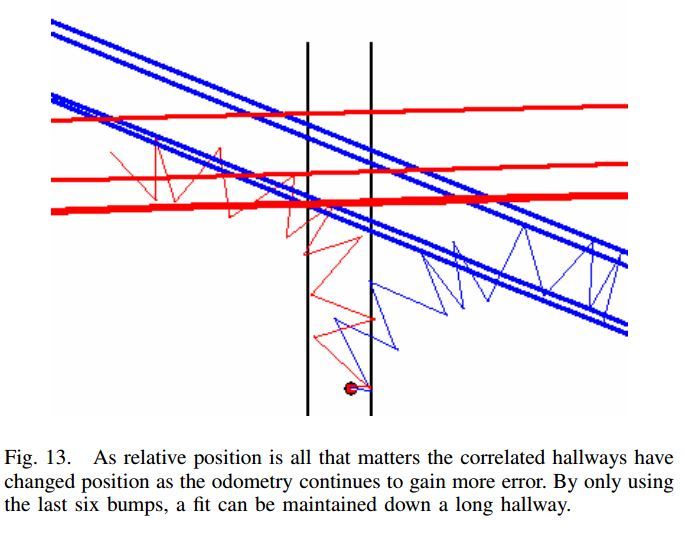 Fig. 13. As relative position is all that matters the correlated hallways have
changed position as the odometry continues to gain more error. By only using
the last six bumps, a fit can be maintained down a long hallway.